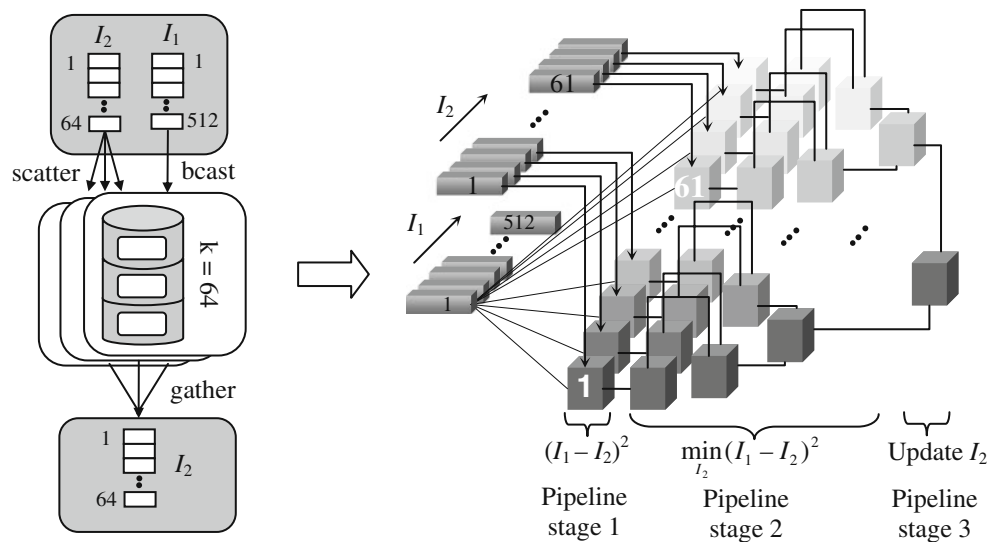 I₂ I₁
1 1
64 512
scatter bcast
k = 64
gather
1
I₂
64
61
I₂
1
I₁
512
1
61
1
(I₁ – I₂)²
min (I₁ – I₂)²
I₂
Update I₂
Pipeline
stage 1
Pipeline
stage 2
Pipeline
stage 3